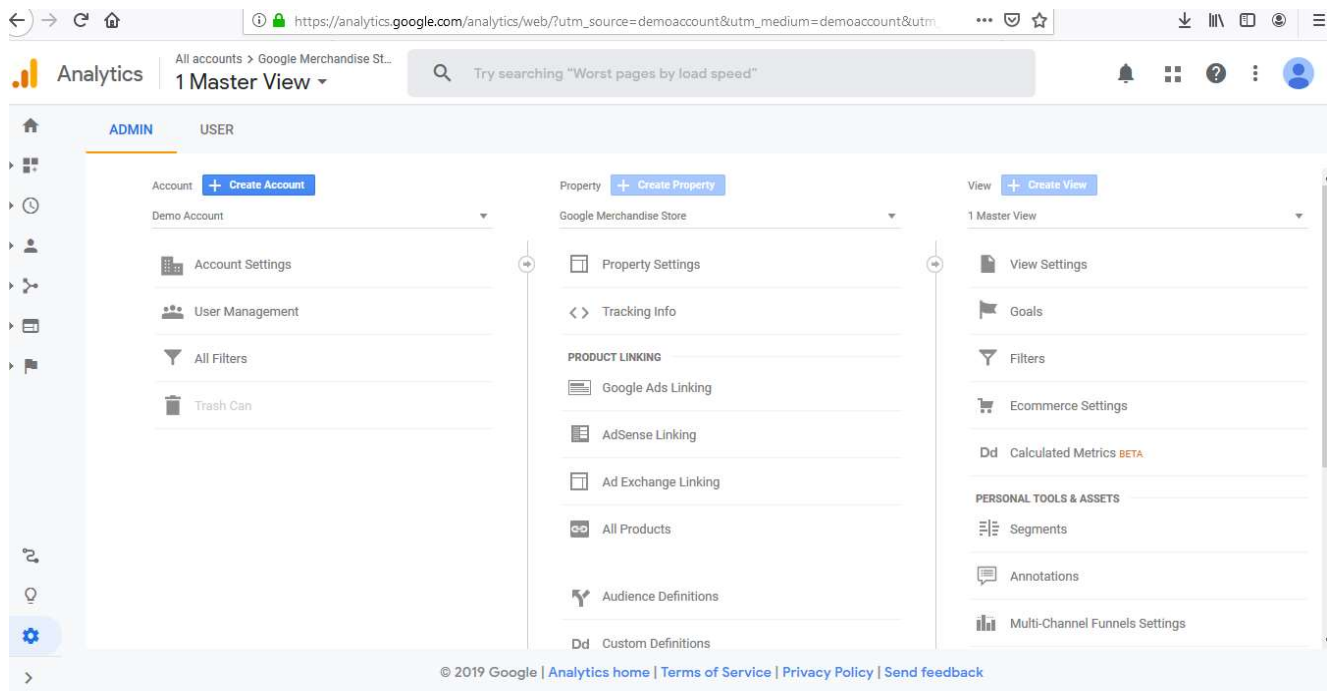 https://analytics.google.com/analytics/web/?utm_source=demoaccount&utm_medium=demoaccount&utm_
Analytics
All accounts > Google Merchandise St...
1 Master View
Try searching "Worst pages by load speed"
ADMIN
USER
Account
+ Create Account
Demo Account
Account Settings
User Management
All Filters
Trash Can
Property
+ Create Property
Google Merchandise Store
Property Settings
Tracking Info
PRODUCT LINKING
Google Ads Linking
AdSense Linking
Ad Exchange Linking
All Products
Audience Definitions
Dd Custom Definitions
View
+ Create View
1 Master View
View Settings
Goals
Filters
Ecommerce Settings
Dd Calculated Metrics BETA
PERSONAL TOOLS & ASSETS
Segments
Annotations
Multi-Channel Funnels Settings
© 2019 Google | Analytics home | Terms of Service | Privacy Policy | Send feedback